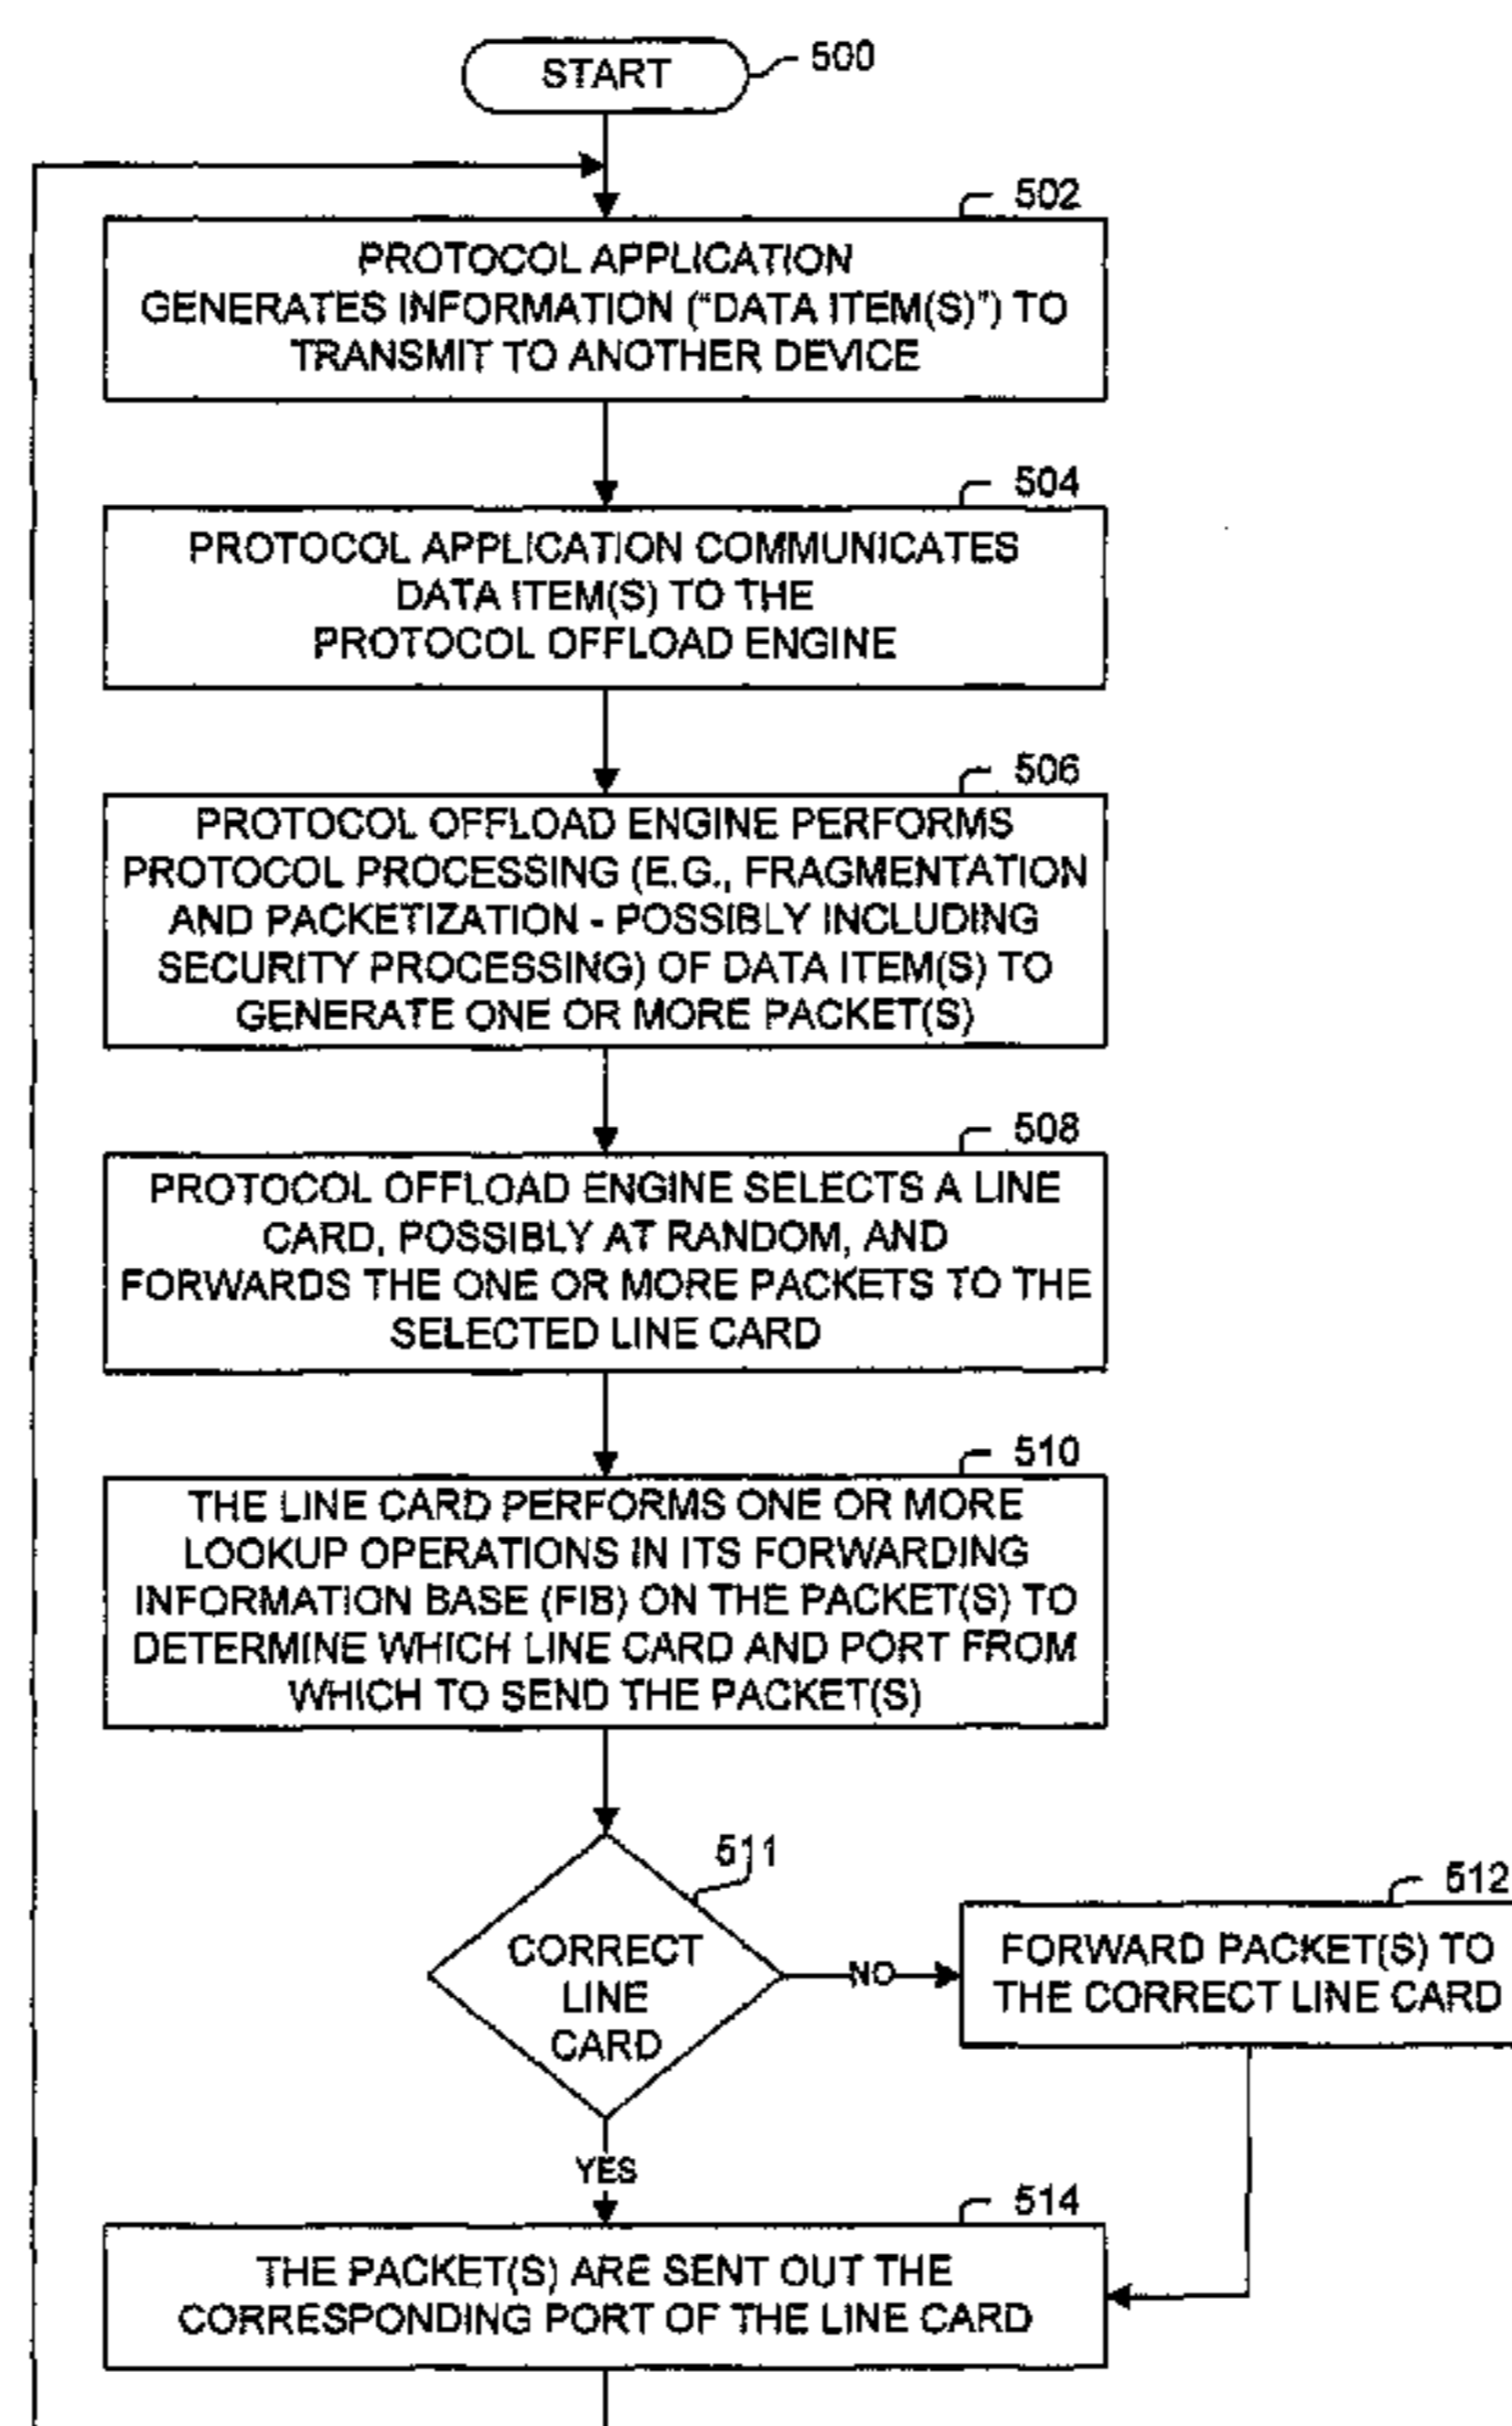 START
500
502
PROTOCOL APPLICATION
GENERATES INFORMATION ("DATA ITEM(S)") TO
TRANSMIT TO ANOTHER DEVICE
504
PROTOCOL APPLICATION COMMUNICATES
DATA ITEM(S) TO THE
PROTOCOL OFFLOAD ENGINE
506
PROTOCOL OFFLOAD ENGINE PERFORMS
PROTOCOL PROCESSING (E.G., FRAGMENTATION
AND PACKETIZATION - POSSIBLY INCLUDING
SECURITY PROCESSING) OF DATA ITEM(S) TO
GENERATE ONE OR MORE PACKET(S)
508
PROTOCOL OFFLOAD ENGINE SELECTS A LINE
CARD, POSSIBLY AT RANDOM, AND
FORWARDS THE ONE OR MORE PACKETS TO THE
SELECTED LINE CARD
510
THE LINE CARD PERFORMS ONE OR MORE
LOOKUP OPERATIONS IN ITS FORWARDING
INFORMATION BASE (FIB) ON THE PACKET(S) TO
DETERMINE WHICH LINE CARD AND PORT FROM
WHICH TO SEND THE PACKET(S)
511
CORRECT
LINE
CARD
NO
512
FORWARD PACKET(S) TO
THE CORRECT LINE CARD
YES
514
THE PACKET(S) ARE SENT OUT THE
CORRESPONDING PORT OF THE LINE CARD